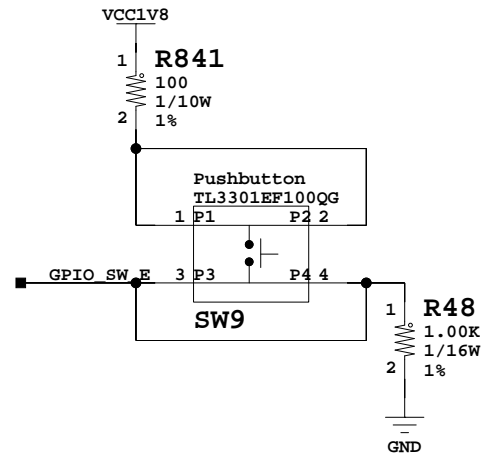 VCC1V8
1 R841
100
1/10W
2 1%
Pushbutton
TL3301EF100QG
1 P1 P2 2
GPIO_SW_E 3 P3 P4 4
SW9
1 R48
1.00K
1/16W
2 1%
GND